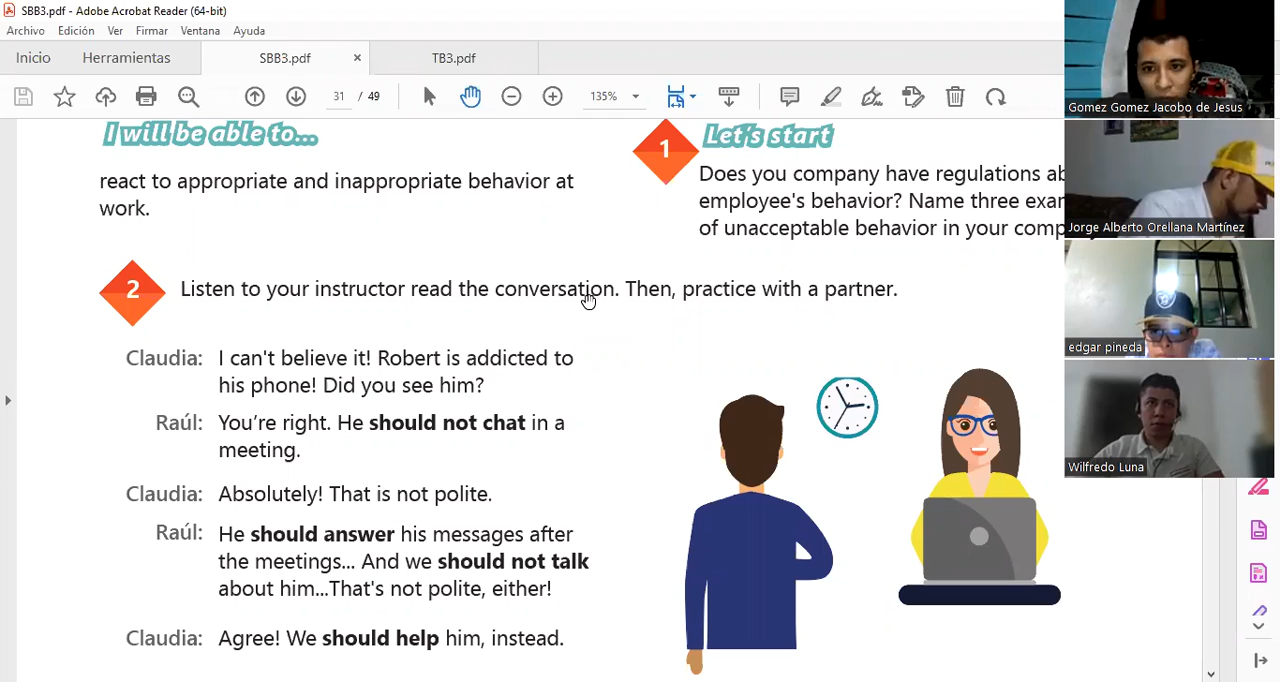 SBB3.pdf - Adobe Acrobat Reader (64-bit)
Archivo Edición Ver Firmar Ventana Ayuda
Inicio Herramientas SBB3.pdf × TB3.pdf
31 / 49 135%
I will be able to...
react to appropriate and inappropriate behavior at
work.
1
Let's start
Does you company have regulations
employee's behavior? Name three
of unacceptable behavior in your
2
Listen to your instructor read the conversation. Then, practice with a partner.
Claudia: I can't believe it! Robert is addicted to
his phone! Did you see him?
Raúl: You're right. He should not chat in a
meeting.
Claudia: Absolutely! That is not polite.
Raúl: He should answer his messages after
the meetings... And we should not talk
about him...That's not polite, either!
Claudia: Agree! We should help him, instead.
Gomez Gomez Jacobo de Jesus
Jorge Alberto Orellana Martínez
edgar pineda
Wilfredo Luna